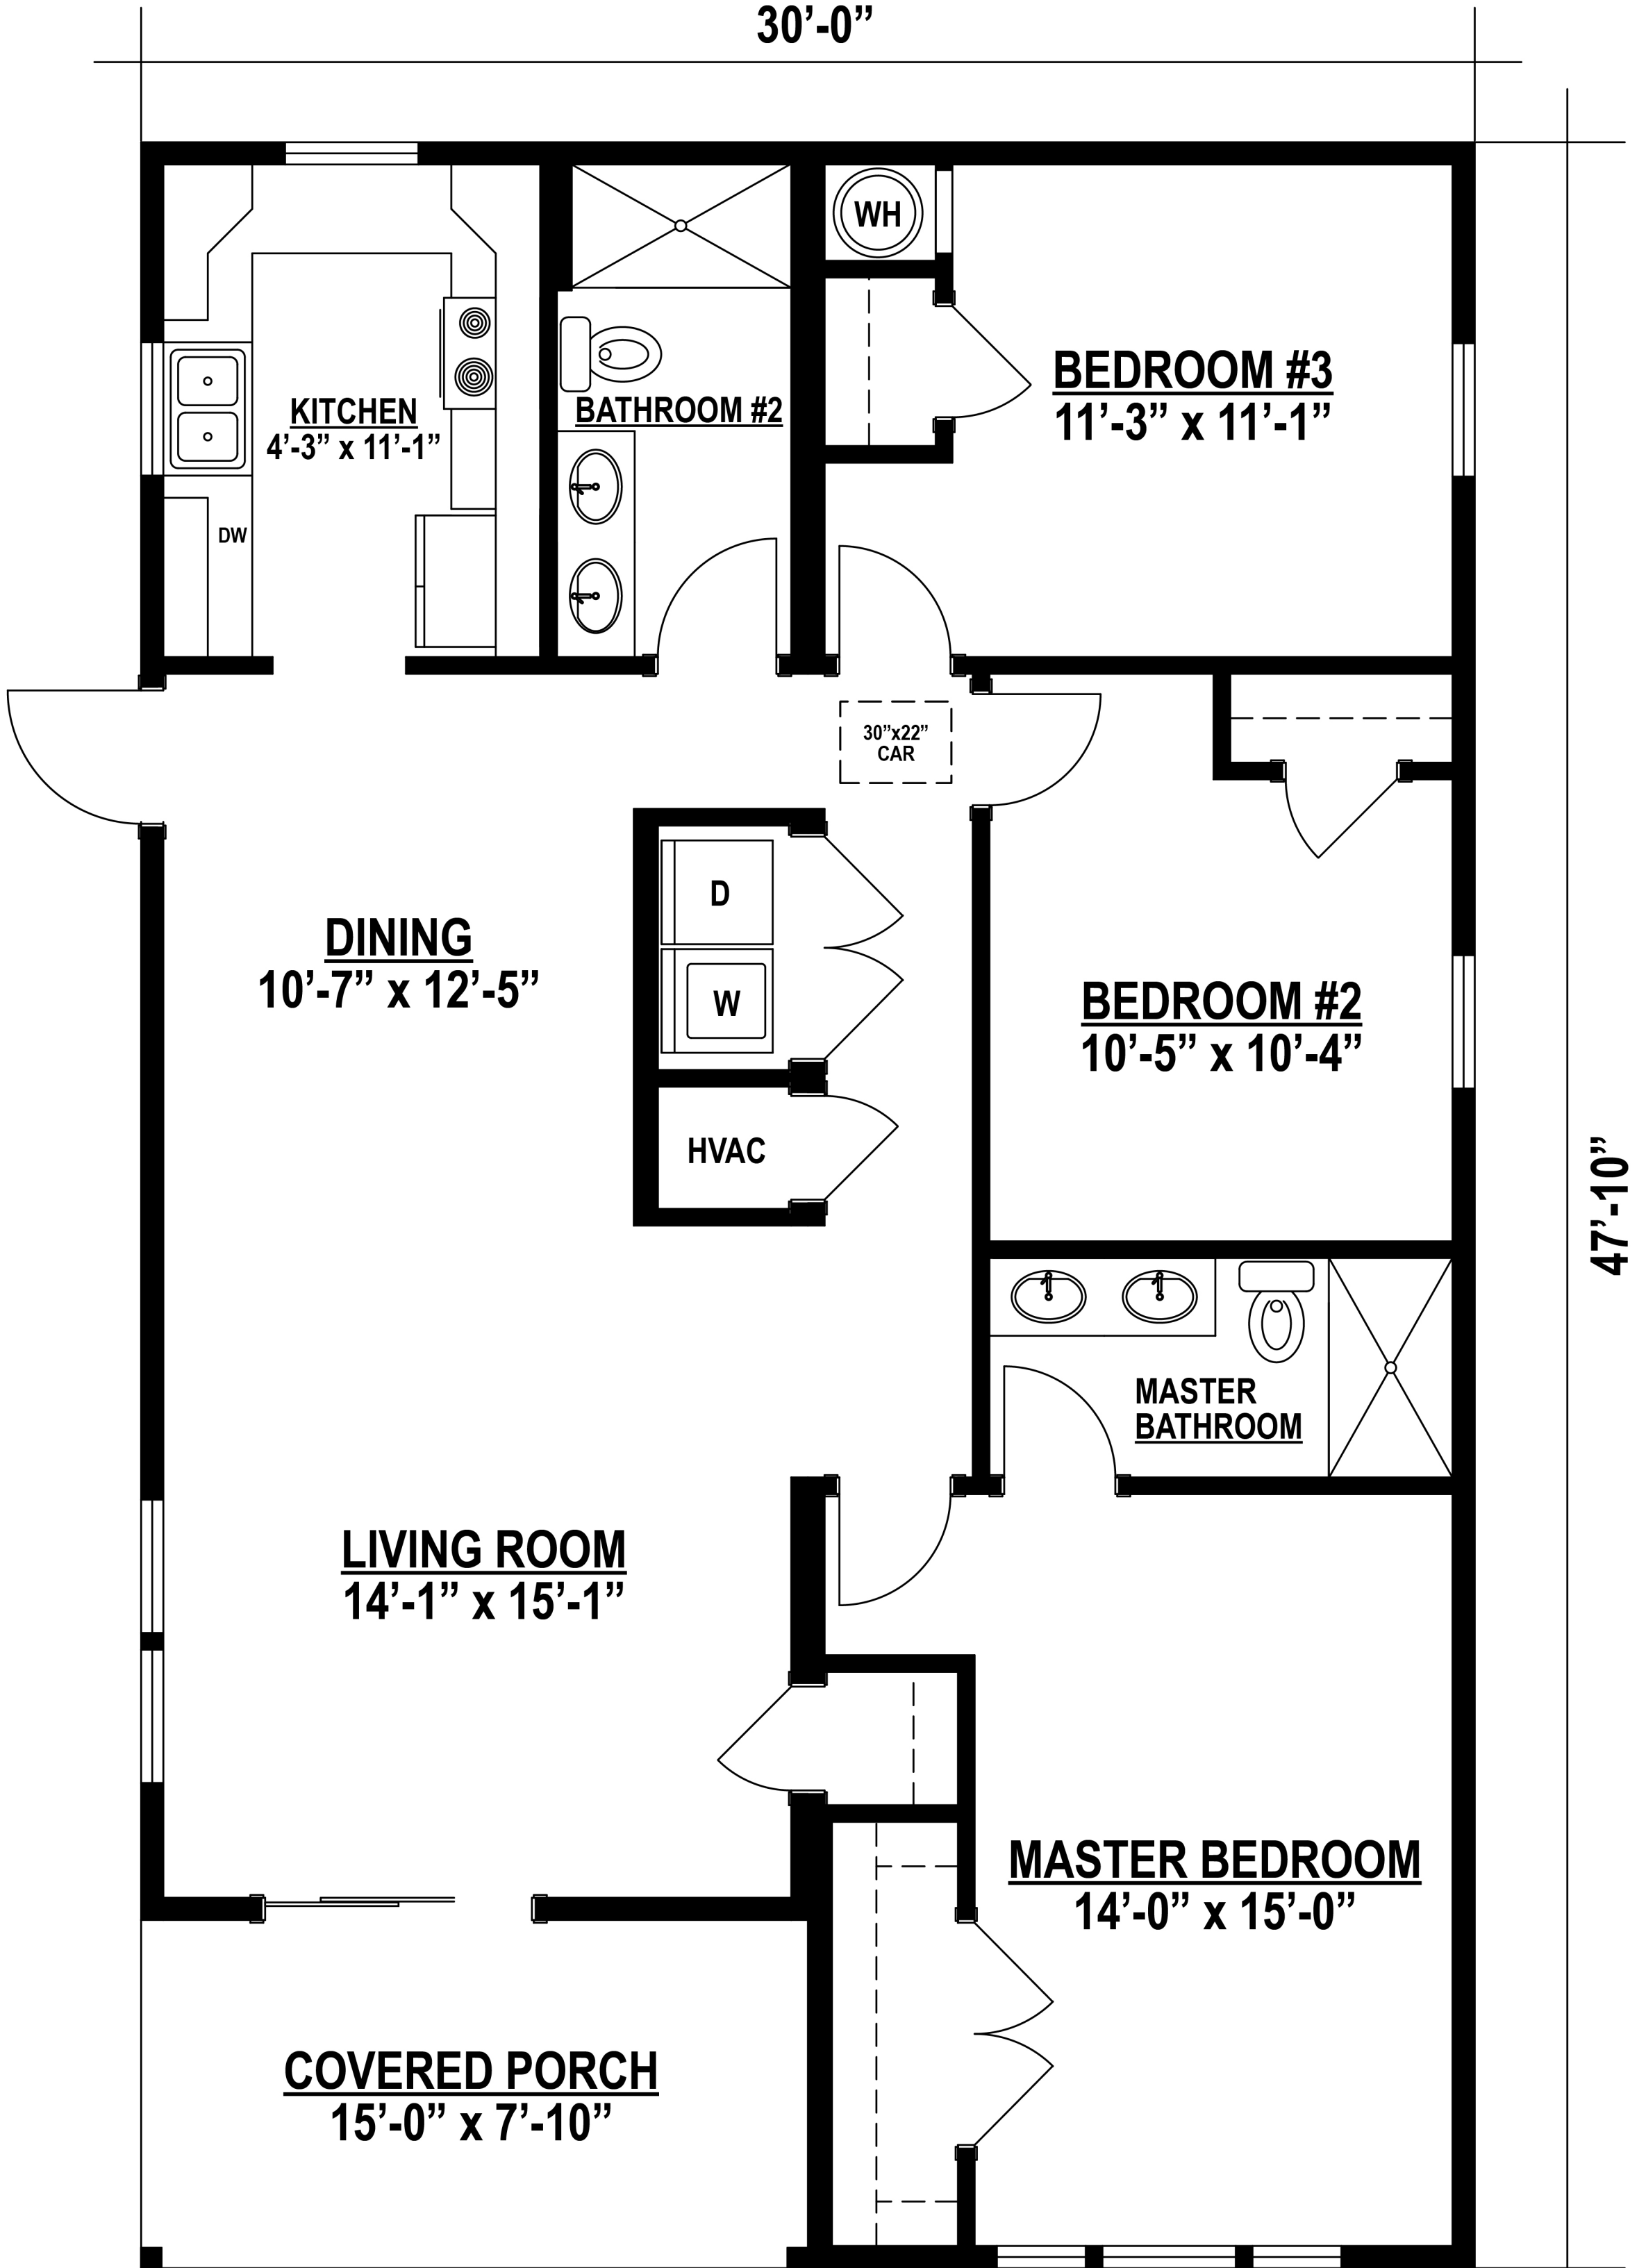 30’-0”
WH
KITCHEN
4’-3” x 11’-1”
BATHROOM #2
BEDROOM #3
11’-3” x 11’-1”
DW
30”x22”
CAR
D
DINING
10’-7” x 12’-5”
W
BEDROOM #2
10’-5” x 10’-4”
HVAC
47’-10”
MASTER
BATHROOM
LIVING ROOM
14’-1” x 15’-1”
MASTER BEDROOM
14’-0” x 15’-0”
COVERED PORCH
15’-0” x 7’-10”